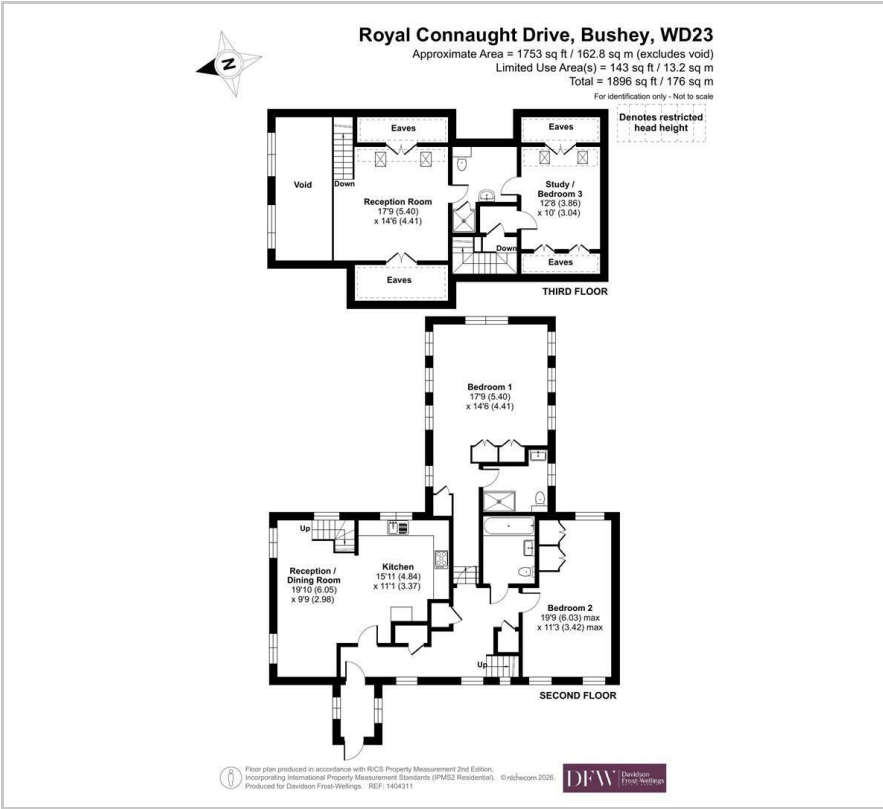 Royal Connaught Drive, Bushey, WD23
Approximate Area = 1753 sq ft / 162.8 sq m (excludes void)
Limited Use Area(s) = 143 sq ft / 13.2 sq m
Total = 1896 sq ft / 176 sq m
For identification only - Not to scale
N
Denotes restricted
head height
Eaves
Eaves
Void
Down
Reception Room
17'9 (5.40)
x 14'6 (4.41)
Study /
Bedroom 3
12'8 (3.86)
x 10' (3.04)
Down
Eaves
Eaves
THIRD FLOOR
Bedroom 1
17'9 (5.40)
x 14'6 (4.41)
Up
Reception /
Dining Room
19'10 (6.05)
x 9'9 (2.98)
Kitchen
15'11 (4.84)
x 11'1 (3.37)
Bedroom 2
19'9 (6.03) max
x 11'3 (3.42) max
Up
SECOND FLOOR
Floor plan produced in accordance with RICS Property Measurement 2nd Edition,
Incorporating International Property Measurement Standards (IPMS2 Residential). © nichecom 2026.
Produced for Davidson Frost-Wellings. REF: 1404311
DFW
Davidson
Frost-Wellings